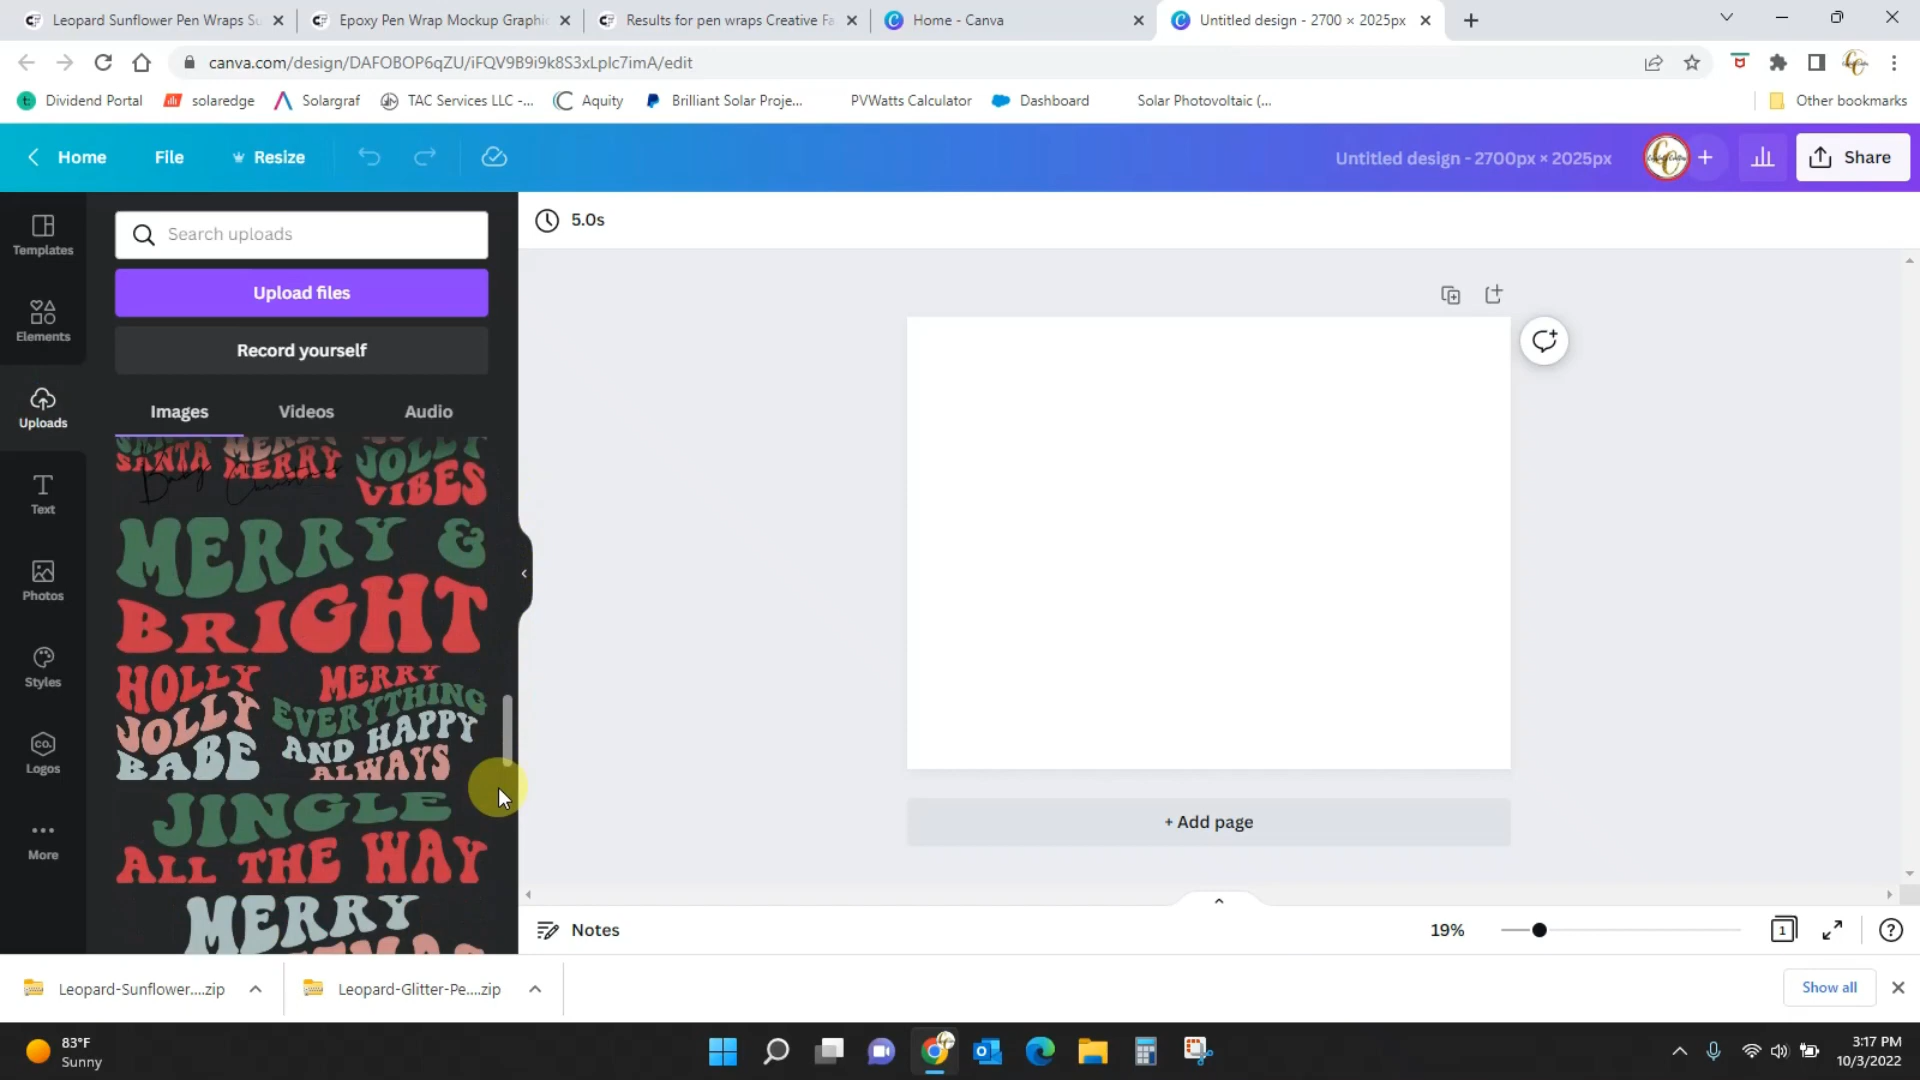 Leopard Sunflower Pen Wraps Su
Epoxy Pen Wrap Mockup Graphic
Results for pen wraps Creative Fa
Home - Canva
Untitled design - 2700 × 2025px
canva.com/design/DAFOBOP6qZU/iFQV9B9i9k8S3xLplc7imA/edit
Dividend Portal
solaredge
Solargraf
TAC Services LLC -...
Aquity
Brilliant Solar Proje...
PVWatts Calculator
Dashboard
Solar Photovoltaic (...
Other bookmarks
Home
File
Resize
Untitled design - 2700px × 2025px
Share
Templates
Elements
Uploads
Text
Photos
Styles
CO.
Logos
More
Search uploads
Upload files
Record yourself
Images
Videos
Audio
SANTA
Baby
MERRY
MERRY
Christmas
JOLLY
VIBES
MERRY &
BRIGHT
HOLLY
JOLLY
BABE
MERRY
EVERYTHING
AND HAPPY
ALWAYS
JINGLE
ALL THE WAY
MERRY
5.0s
+ Add page
Notes
19%
1
Leopard-Sunflower....zip
Leopard-Glitter-Pe....zip
Show all
83°F
Sunny
3:17 PM
10/3/2022